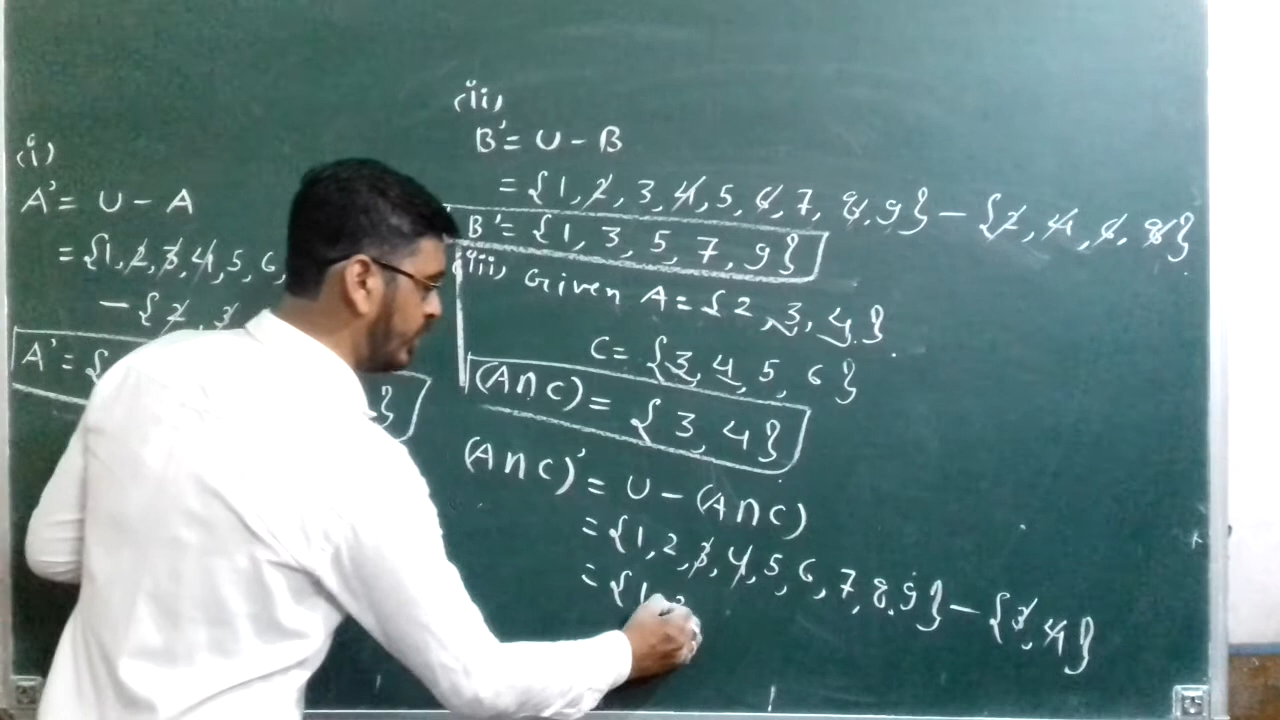 (i)
A' = U - A
= {1, 2, 3, 4, 5, 6,
- {2, 3
A' = {
}
(ii)
B' = U - B
= {1, 2, 3, 4, 5, 6, 7, 8, 9} - {2, 4, 6, 8}
B' = {1, 3, 5, 7, 9}
(iii) Given A = {2, 3, 4}
C = {3, 4, 5, 6}
(A∩C) = {3, 4}
(A∩C)' = U - (A∩C)
= {1, 2, 3, 4, 5, 6, 7, 8, 9} - {3, 4}
= {1, 2